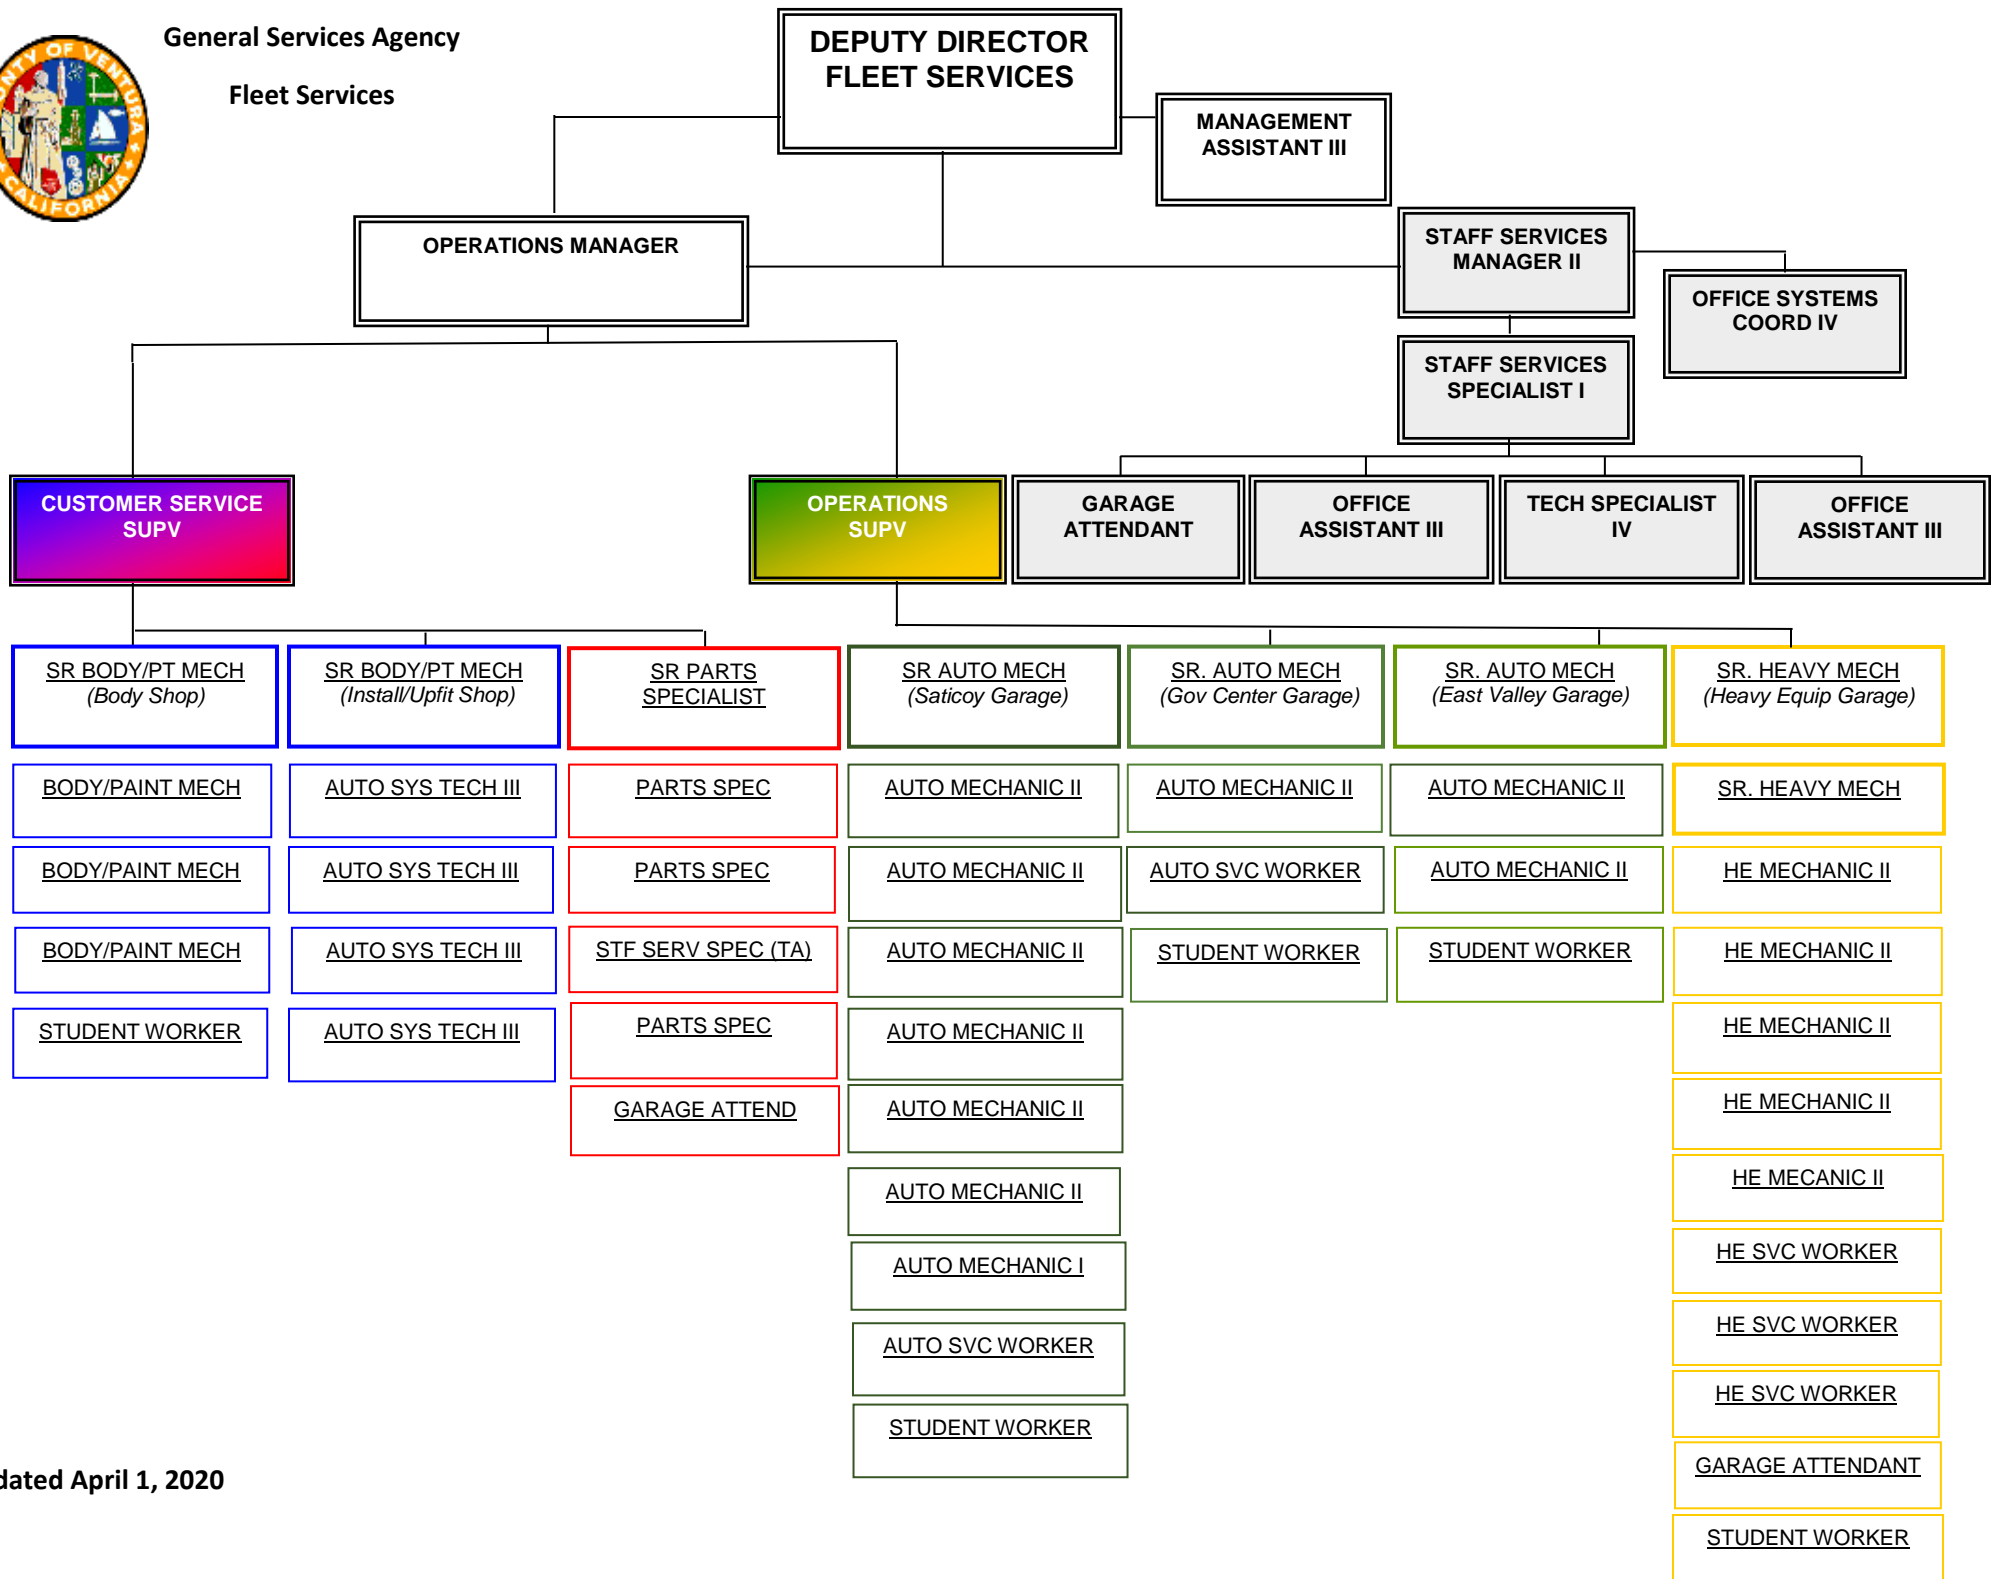 General Services Agency
Fleet Services
COUNTY OF VENTURA
CALIFORNIA
DEPUTY DIRECTOR
FLEET SERVICES
MANAGEMENT
ASSISTANT III
OPERATIONS MANAGER
STAFF SERVICES
MANAGER II
OFFICE SYSTEMS
COORD IV
STAFF SERVICES
SPECIALIST I
CUSTOMER SERVICE
SUPV
OPERATIONS
SUPV
GARAGE
ATTENDANT
OFFICE
ASSISTANT III
TECH SPECIALIST
IV
OFFICE
ASSISTANT III
SR BODY/PT MECH
(Body Shop)
BODY/PAINT MECH
BODY/PAINT MECH
BODY/PAINT MECH
STUDENT WORKER
SR BODY/PT MECH
(Install/Upfit Shop)
AUTO SYS TECH III
AUTO SYS TECH III
AUTO SYS TECH III
AUTO SYS TECH III
SR PARTS
SPECIALIST
PARTS SPEC
PARTS SPEC
STF SERV SPEC (TA)
PARTS SPEC
GARAGE ATTEND
SR AUTO MECH
(Saticoy Garage)
AUTO MECHANIC II
AUTO MECHANIC II
AUTO MECHANIC II
AUTO MECHANIC II
AUTO MECHANIC II
AUTO MECHANIC II
AUTO MECHANIC I
AUTO SVC WORKER
STUDENT WORKER
SR. AUTO MECH
(Gov Center Garage)
AUTO MECHANIC II
AUTO SVC WORKER
STUDENT WORKER
SR. AUTO MECH
(East Valley Garage)
AUTO MECHANIC II
AUTO MECHANIC II
STUDENT WORKER
SR. HEAVY MECH
(Heavy Equip Garage)
SR. HEAVY MECH
HE MECHANIC II
HE MECHANIC II
HE MECHANIC II
HE MECHANIC II
HE MECANIC II
HE SVC WORKER
HE SVC WORKER
HE SVC WORKER
GARAGE ATTENDANT
STUDENT WORKER
dated April 1, 2020